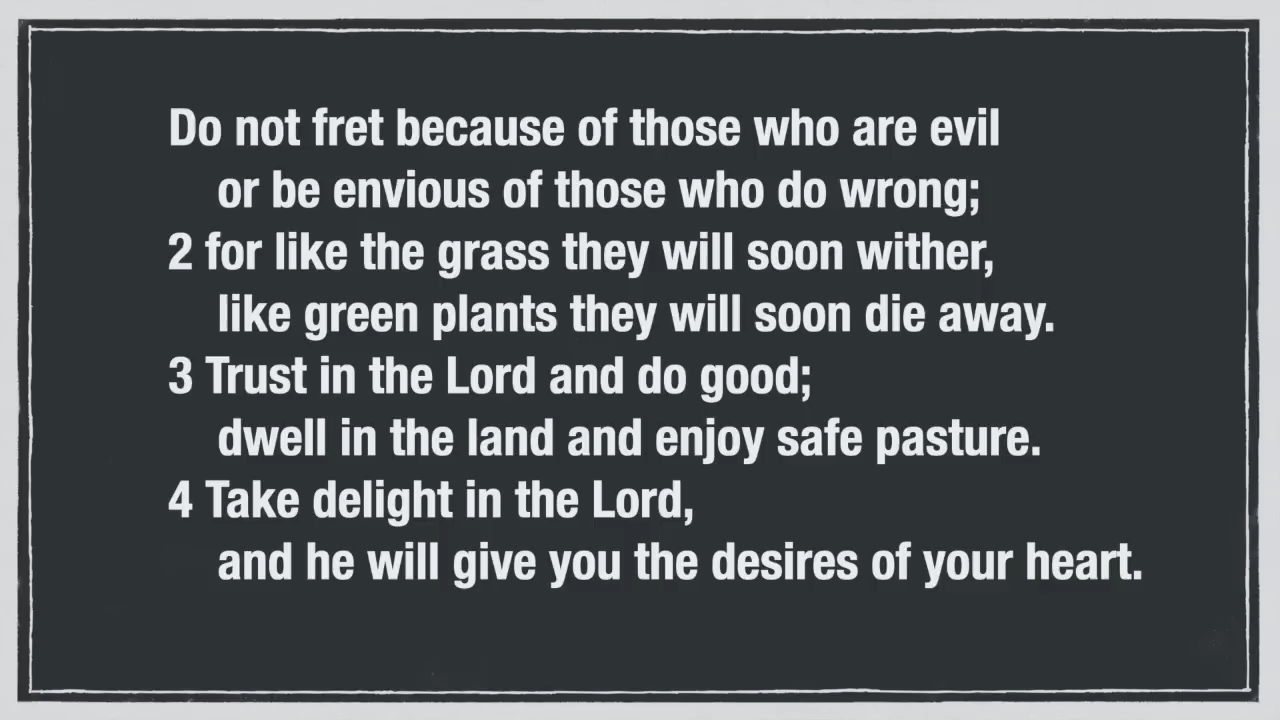 Do not fret because of those who are evil
or be envious of those who do wrong;
2 for like the grass they will soon wither,
like green plants they will soon die away.
3 Trust in the Lord and do good;
dwell in the land and enjoy safe pasture.
4 Take delight in the Lord,
and he will give you the desires of your heart.